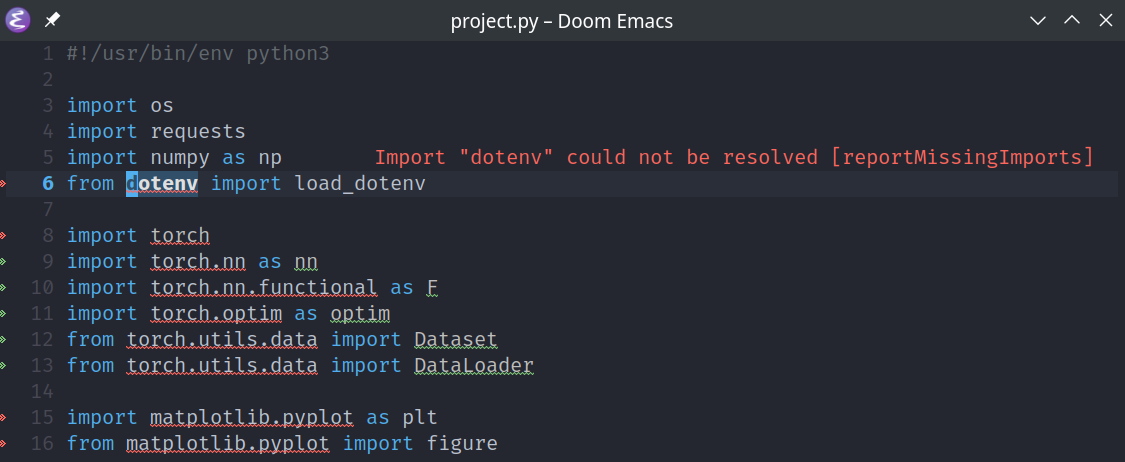 project.py – Doom Emacs
1 #!/usr/bin/env python3
2
3 import os
4 import requests
5 import numpy as np Import "dotenv" could not be resolved [reportMissingImports]
6 from dotenv import load_dotenv
7
8 import torch
9 import torch.nn as nn
10 import torch.nn.functional as F
11 import torch.optim as optim
12 from torch.utils.data import Dataset
13 from torch.utils.data import DataLoader
14
15 import matplotlib.pyplot as plt
16 from matplotlib.pyplot import figure